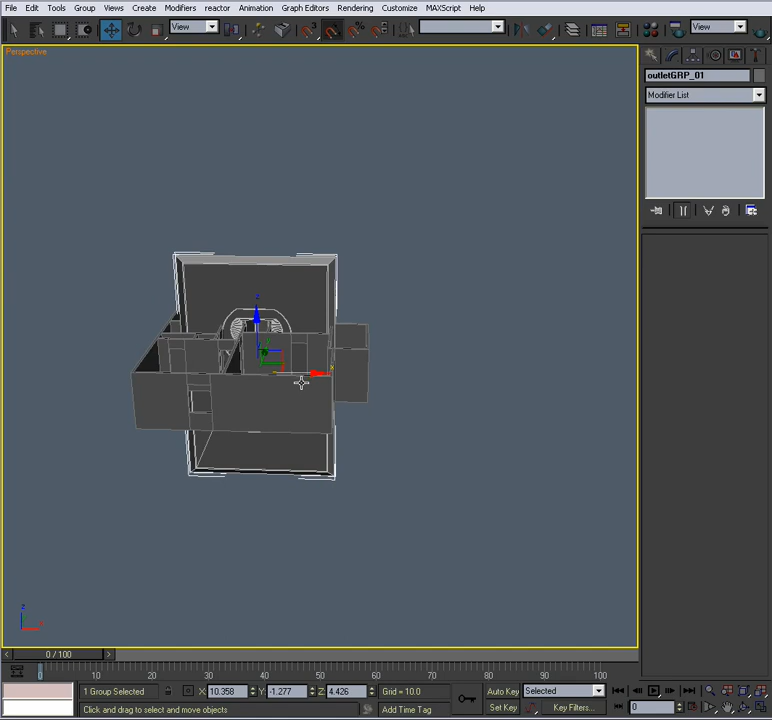 File Edit Tools Group Views Create Modifiers reactor Animation Graph Editors Rendering Customize MAXScript Help
View
View
Perspective
outletGRP_01
Modifier List
z
x
z
0 / 100
0 10 20 30 40 50 60 70 80 90 100
1 Group Selected X: 10.358 Y: -1.277 Z: 4.426 Grid = 10.0 Auto Key Selected
Click and drag to select and move objects Add Time Tag Set Key Key Filters... 0